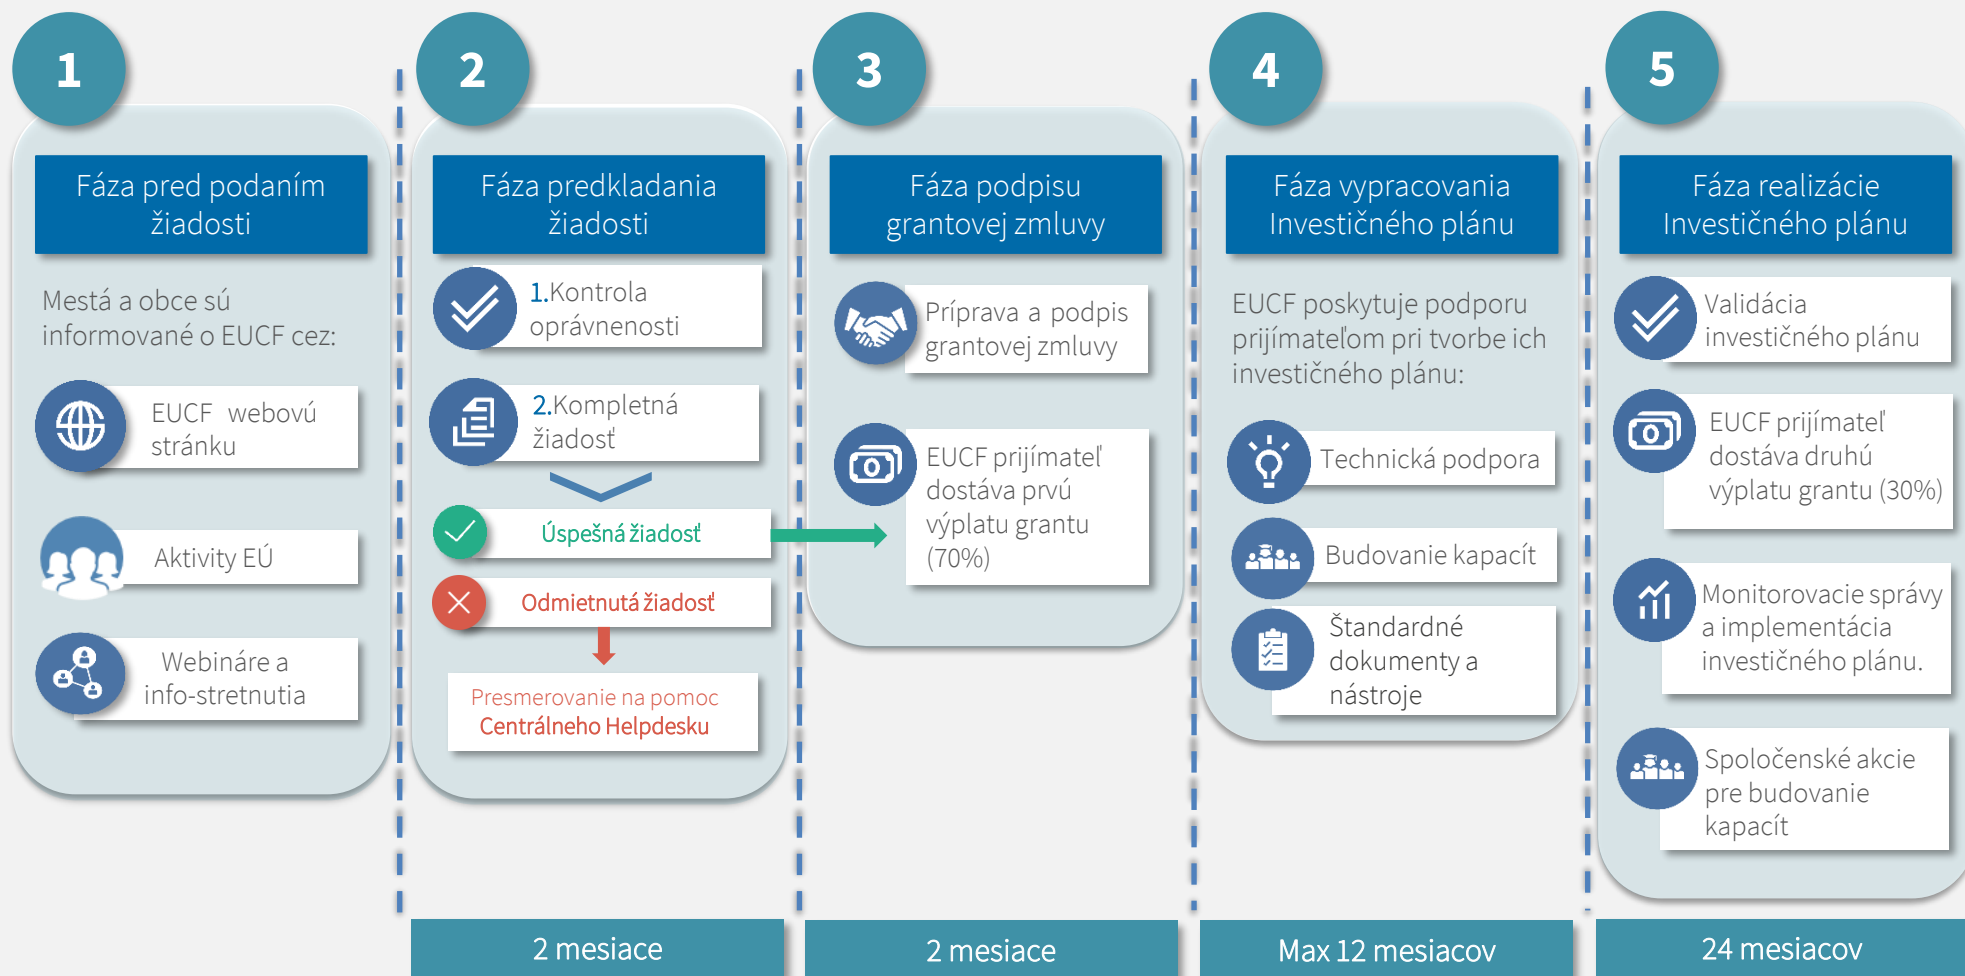 1
Fáza pred podaním
žiadosti
Mestá a obce sú
informované o EUCF cez:
EUCF webovú
stránku
Aktivity EÚ
Webináre a
info-stretnutia
2
Fáza predkladania
žiadosti
1.Kontrola
oprávnenosti
2.Kompletná
žiadosť
Úspešná žiadosť
Odmietnutá žiadosť
Presmerovanie na pomoc
Centrálneho Helpdesku
2 mesiace
3
Fáza podpisu
grantovej zmluvy
Príprava a podpis
grantovej zmluvy
EUCF prijímateľ
dostáva prvú
výplatu grantu
(70%)
2 mesiace
4
Fáza vypracovania
Investičného plánu
EUCF poskytuje podporu
prijímateľom pri tvorbe ich
investičného plánu:
Technická podpora
Budovanie kapacít
Štandardné
dokumenty a
nástroje
Max 12 mesiacov
5
Fáza realizácie
Investičného plánu
Validácia
investičného plánu
EUCF prijímateľ
dostáva druhú
výplatu grantu (30%)
Monitorovacie správy
a implementácia
investičného plánu.
Spoločenské akcie
pre budovanie
kapacít
24 mesiacov